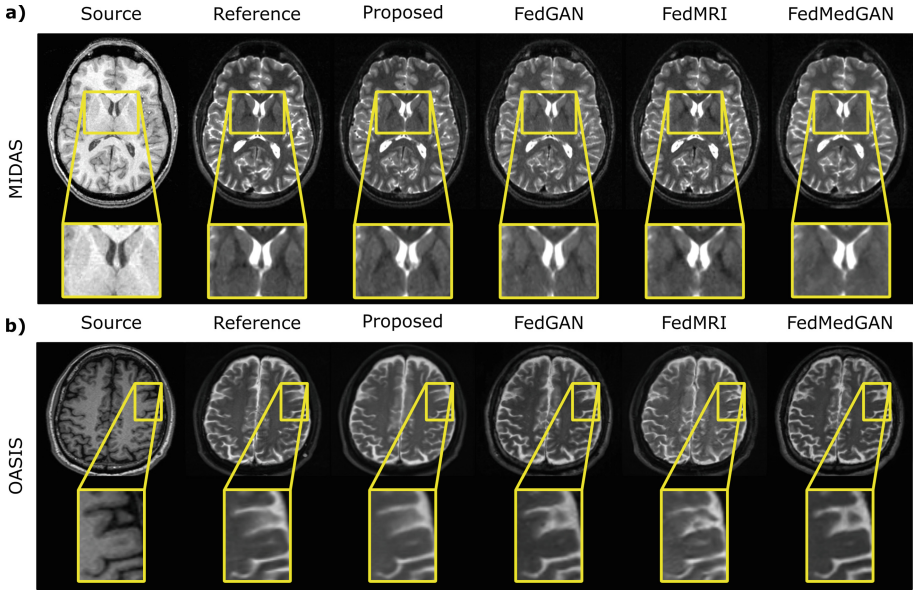 a) Source Reference Proposed FedGAN FedMRI FedMedGAN
MIDAS
b) Source Reference Proposed FedGAN FedMRI FedMedGAN
OASIS